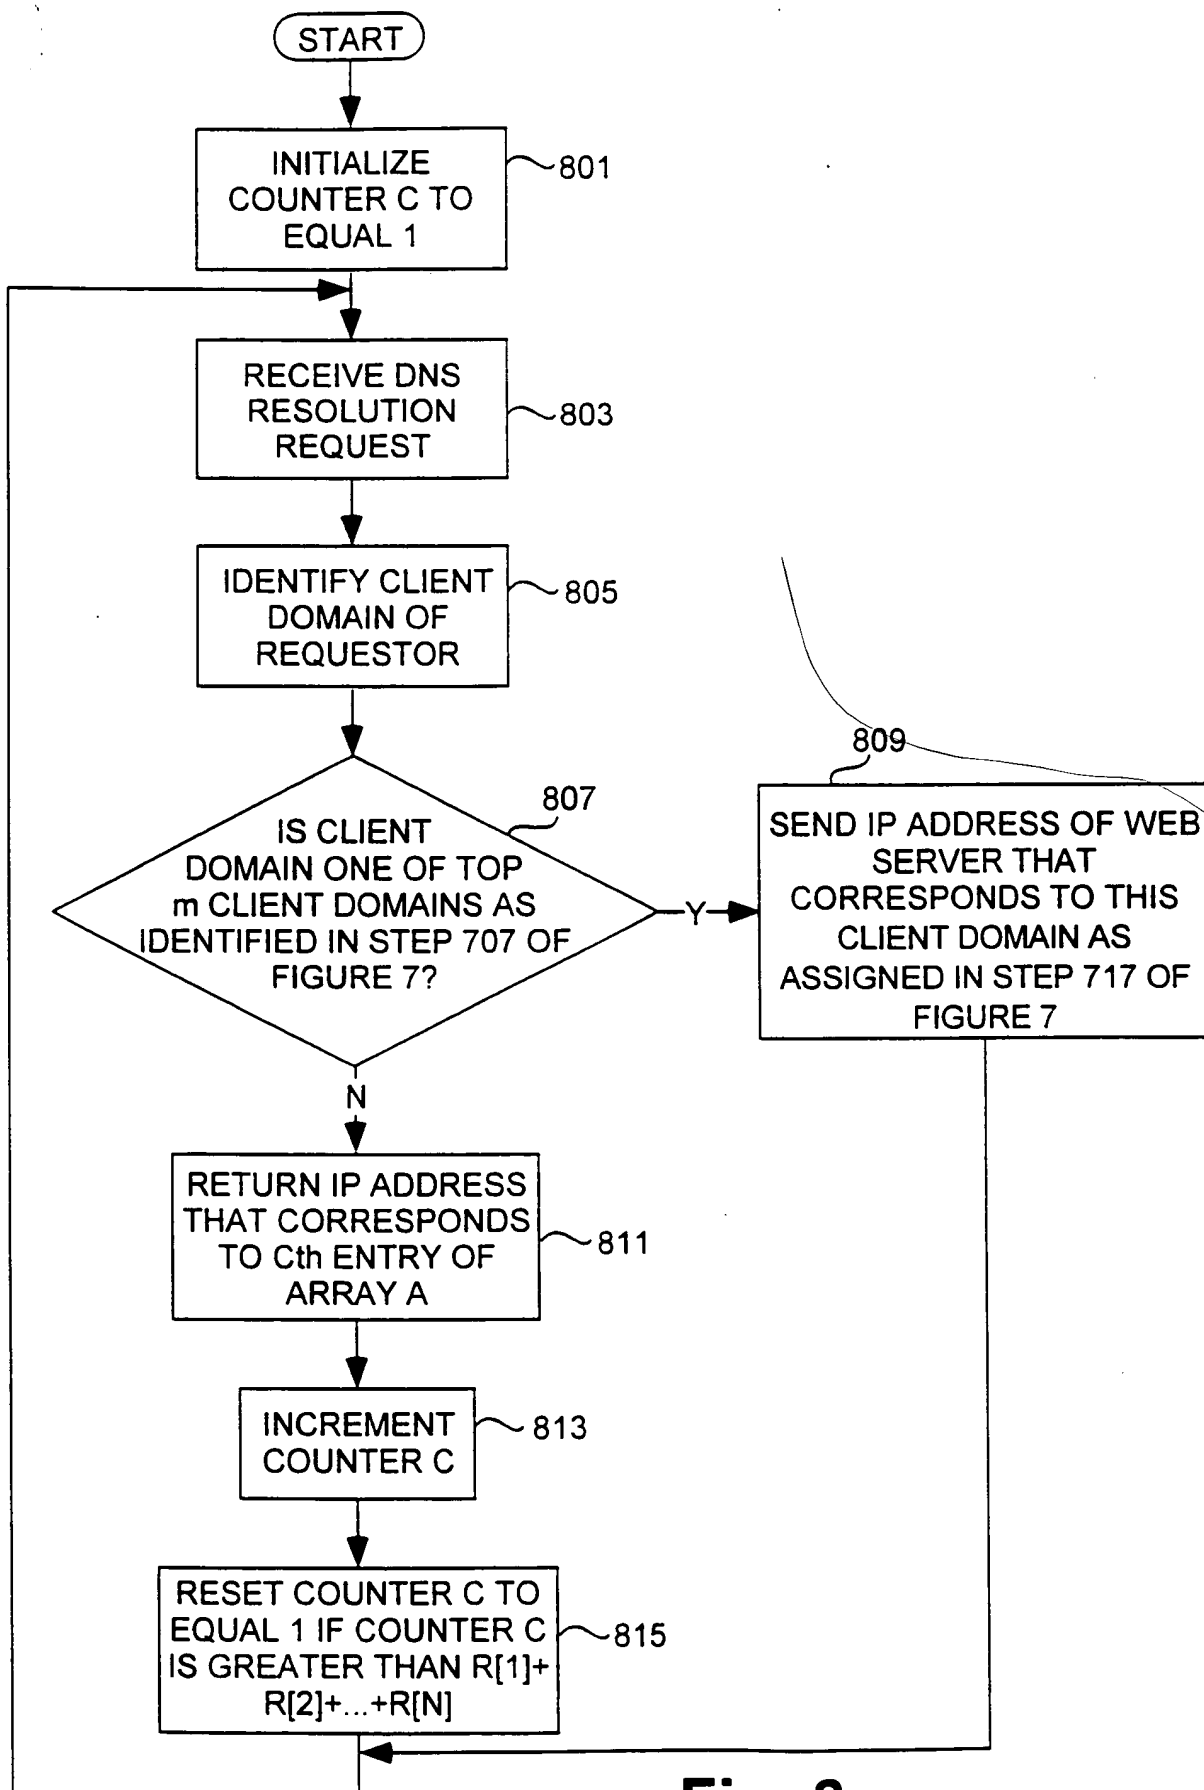 START
INITIALIZE
COUNTER C TO
EQUAL 1
801
RECEIVE DNS
RESOLUTION
REQUEST
803
IDENTIFY CLIENT
DOMAIN OF
REQUESTOR
805
IS CLIENT
DOMAIN ONE OF TOP
m CLIENT DOMAINS AS
IDENTIFIED IN STEP 707 OF
FIGURE 7?
807
Y
809
SEND IP ADDRESS OF WEB
SERVER THAT
CORRESPONDS TO THIS
CLIENT DOMAIN AS
ASSIGNED IN STEP 717 OF
FIGURE 7
N
RETURN IP ADDRESS
THAT CORRESPONDS
TO Cth ENTRY OF
ARRAY A
811
INCREMENT
COUNTER C
813
RESET COUNTER C TO
EQUAL 1 IF COUNTER C
IS GREATER THAN R[1]+
R[2]+...+R[N]
815